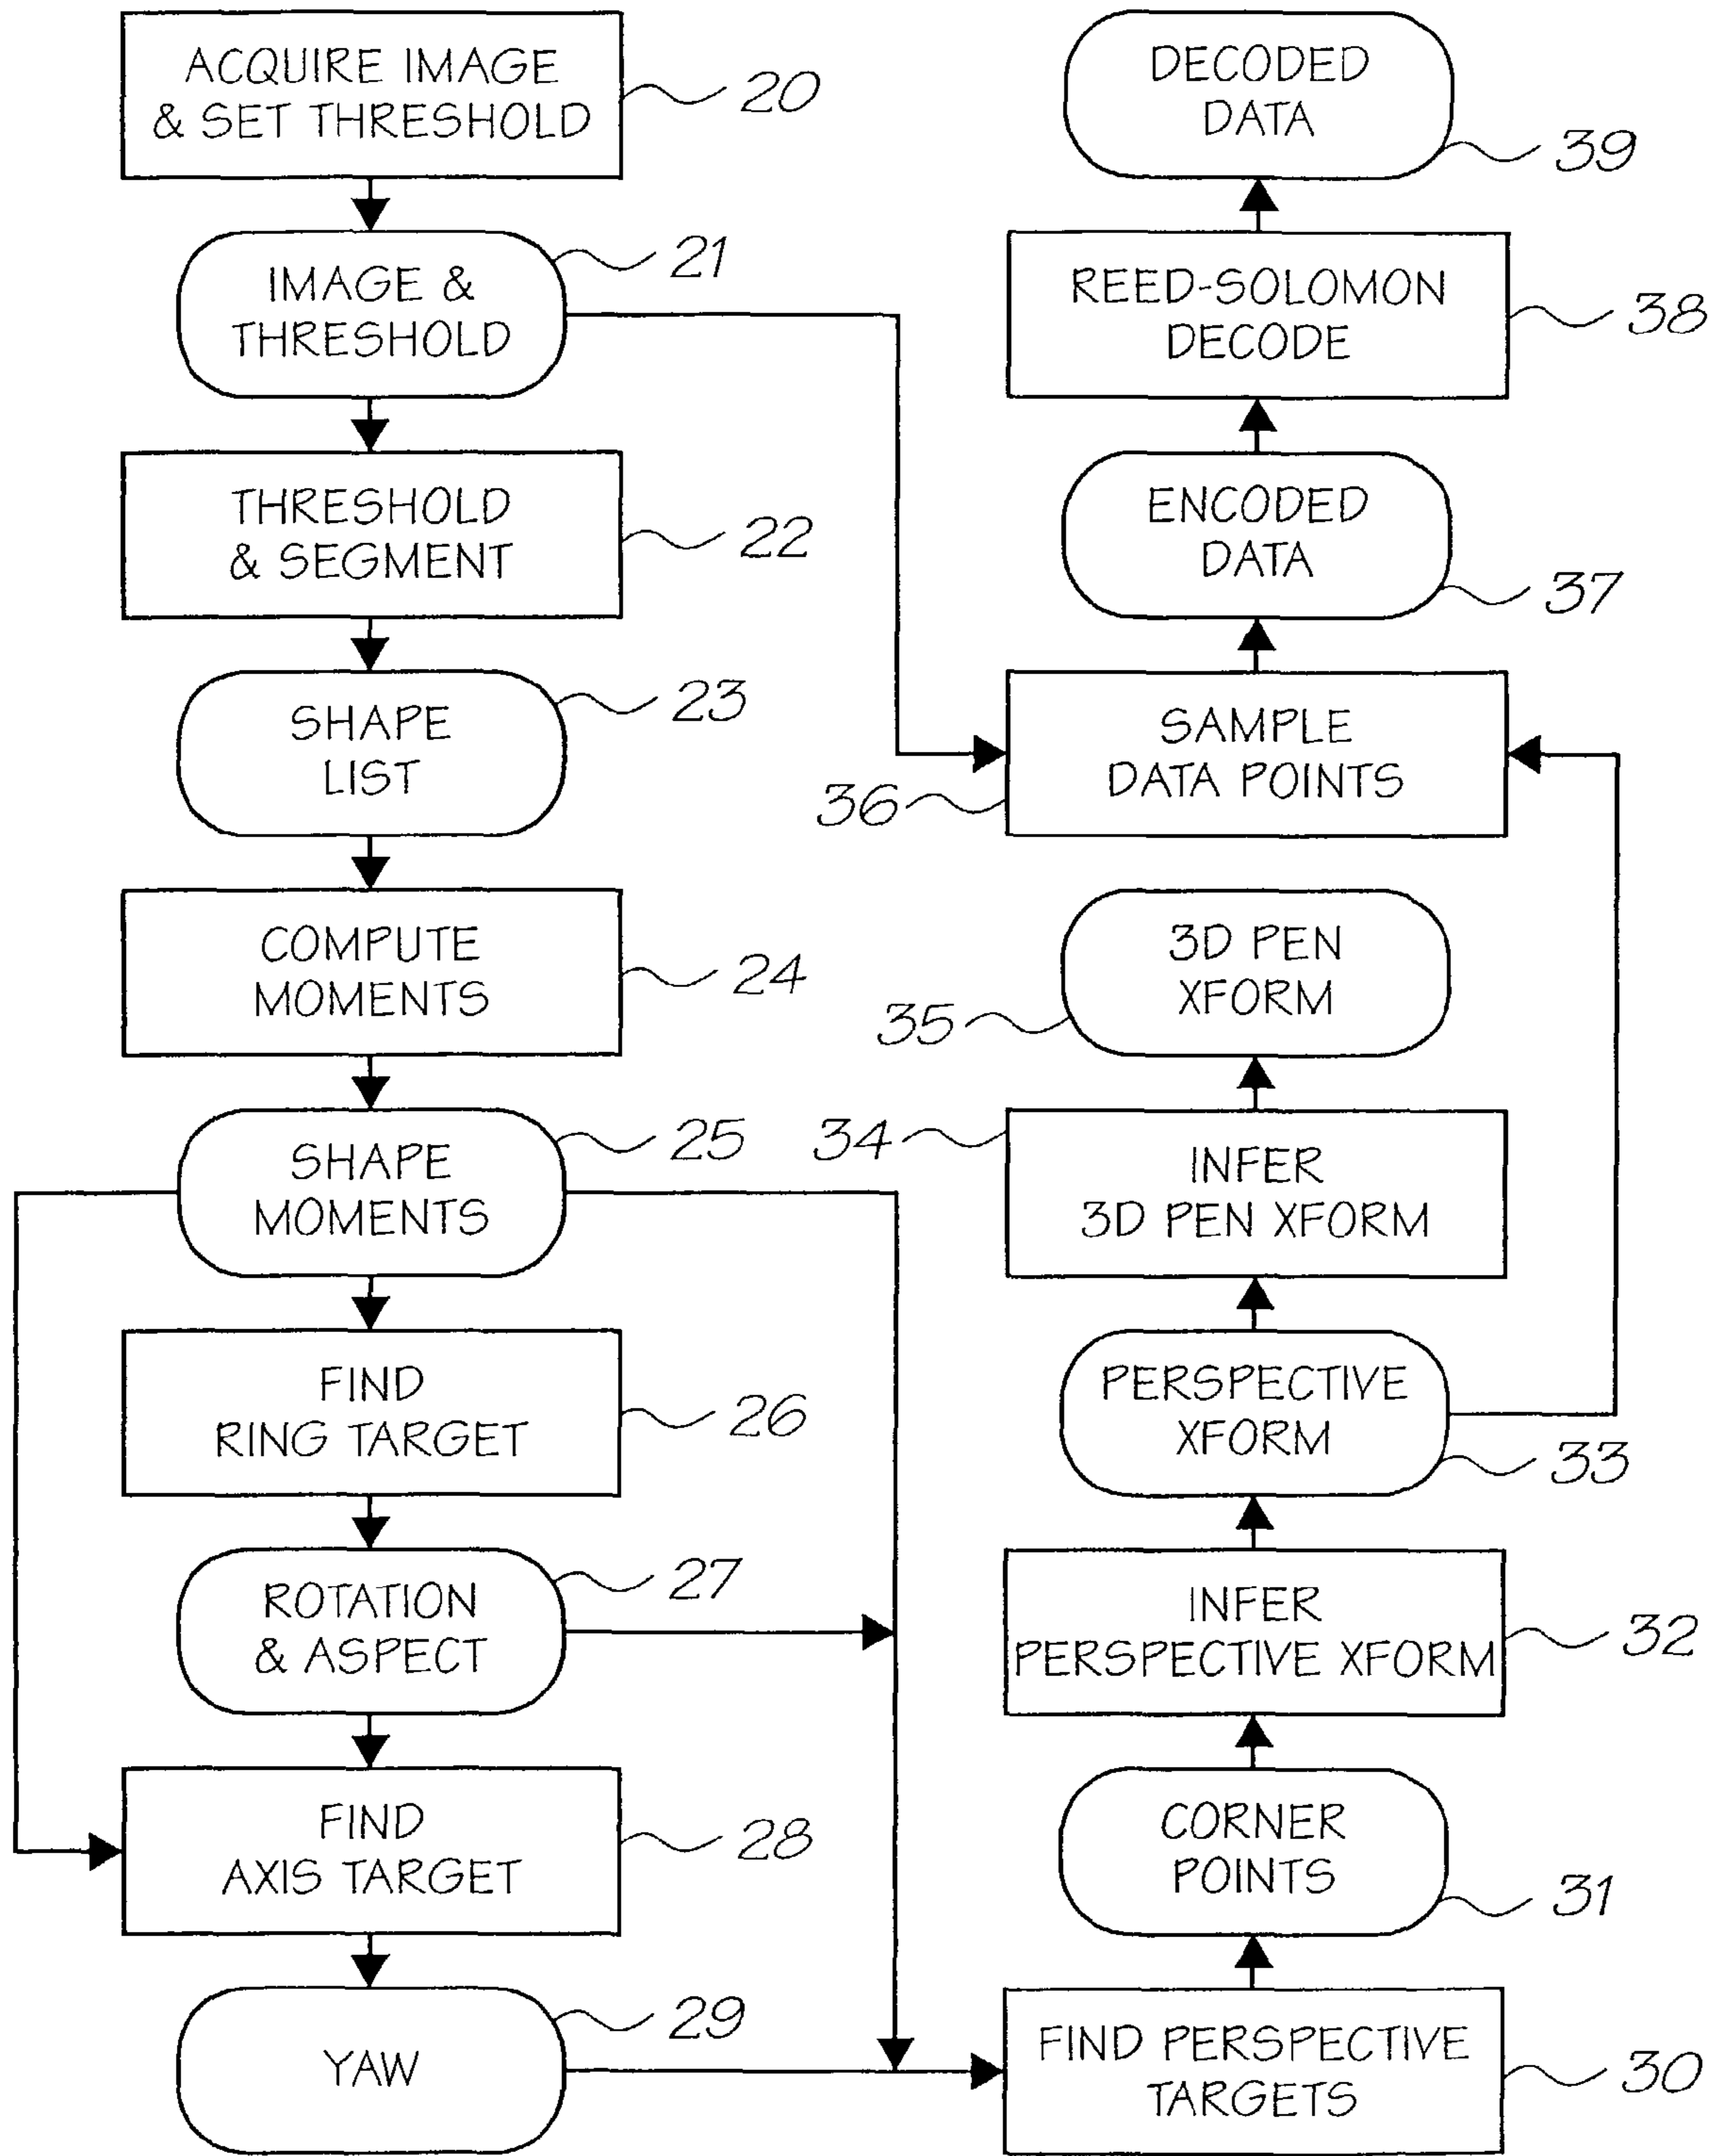 ACQUIRE IMAGE
& SET THRESHOLD
20
IMAGE &
THRESHOLD
21
THRESHOLD
& SEGMENT
22
SHAPE
LIST
23
COMPUTE
MOMENTS
24
SHAPE
MOMENTS
25
FIND
RING TARGET
26
ROTATION
& ASPECT
27
FIND
AXIS TARGET
28
YAW
29
DECODED
DATA
39
REED-SOLOMON
DECODE
38
ENCODED
DATA
37
SAMPLE
DATA POINTS
36
3D PEN
XFORM
35
INFER
3D PEN XFORM
34
PERSPECTIVE
XFORM
33
INFER
PERSPECTIVE XFORM
32
CORNER
POINTS
31
FIND PERSPECTIVE
TARGETS
30